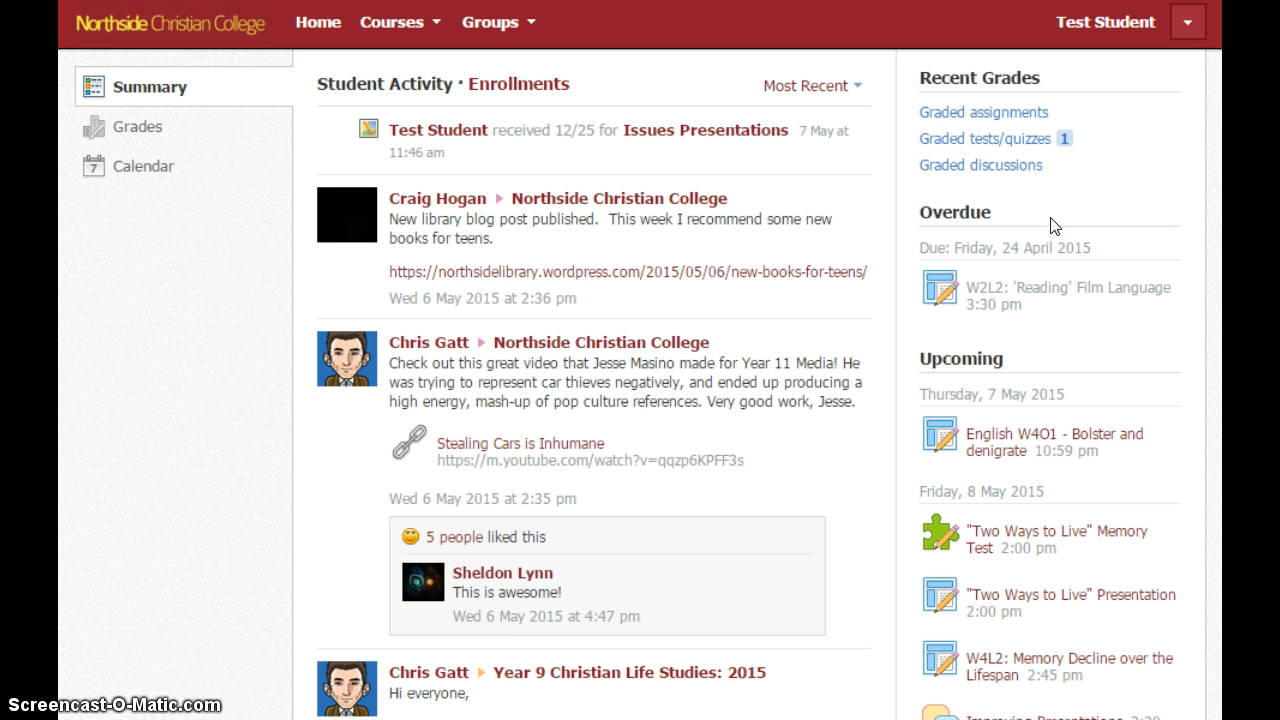 Northside Christian College
Home
Courses
Groups
Test Student
Summary
Grades
7
Calendar
Student Activity · Enrollments
Most Recent
Test Student received 12/25 for Issues Presentations 7 May at
11:46 am
Craig Hogan Northside Christian College
New library blog post published. This week I recommend some new
books for teens.
https://northsidelibrary.wordpress.com/2015/05/06/new-books-for-teens/
Wed 6 May 2015 at 2:36 pm
Chris Gatt Northside Christian College
Check out this great video that Jesse Masino made for Year 11 Media! He
was trying to represent car thieves negatively, and ended up producing a
high energy, mash-up of pop culture references. Very good work, Jesse.
Stealing Cars is Inhumane
https://m.youtube.com/watch?v=qqzp6KPFF3s
Wed 6 May 2015 at 2:35 pm
5 people liked this
Sheldon Lynn
This is awesome!
Wed 6 May 2015 at 4:47 pm
Chris Gatt Year 9 Christian Life Studies: 2015
Hi everyone,
Recent Grades
Graded assignments
Graded tests/quizzes 1
Graded discussions
Overdue
Due: Friday, 24 April 2015
W2L2: 'Reading' Film Language
3:30 pm
Upcoming
Thursday, 7 May 2015
English W4O1 - Bolster and
denigrate 10:59 pm
Friday, 8 May 2015
"Two Ways to Live" Memory
Test 2:00 pm
"Two Ways to Live" Presentation
2:00 pm
W4L2: Memory Decline over the
Lifespan 2:45 pm
Improving Presentations
Screencast-O-Matic.com